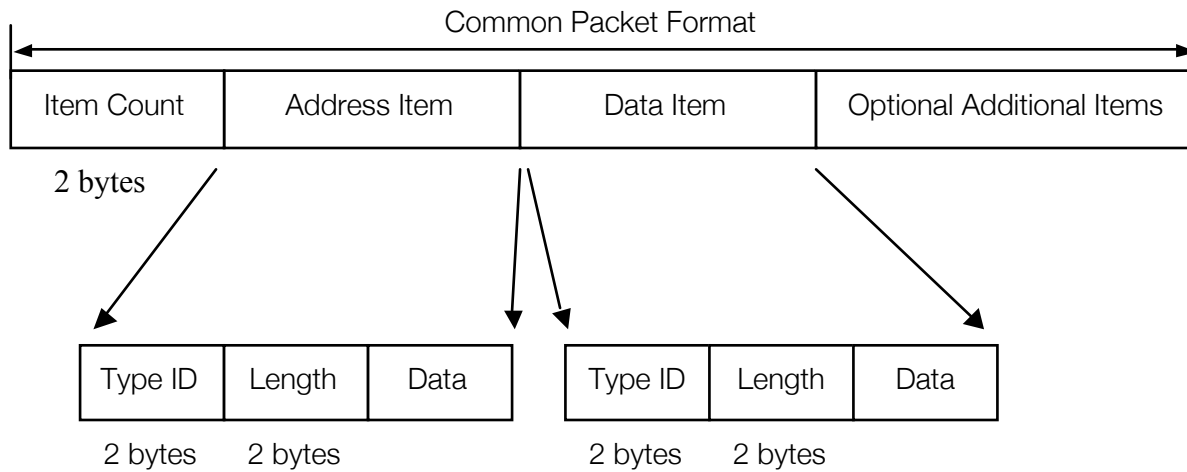 Common Packet Format
Item Count Address Item Data Item Optional Additional Items
2 bytes
Type ID Length Data Type ID Length Data
2 bytes 2 bytes 2 bytes 2 bytes